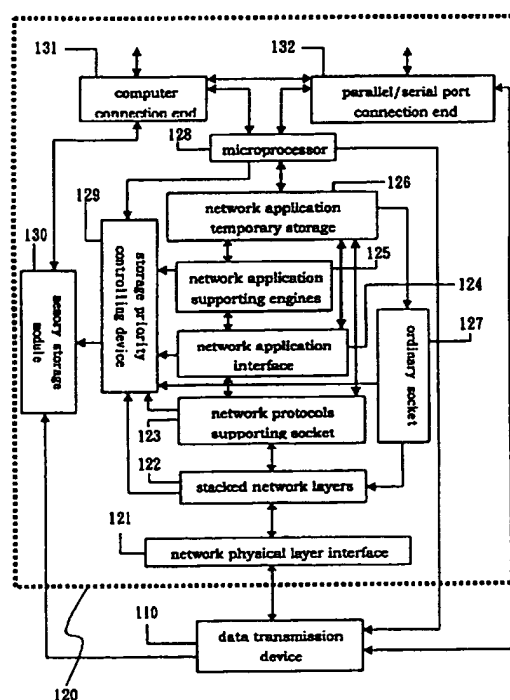 131
132
computer
connection end
parallel/serial port
connection end
128
microprocessor
126
129
network application
temporary storage
130
125
124
storage priority
controlling device
network application
supporting engines
127
memory storage
module
network application
interface
ordinary
socket
network protocols
supporting socket
123
122
stacked network layers
121
network physical layer interface
110
data transmission
device
120